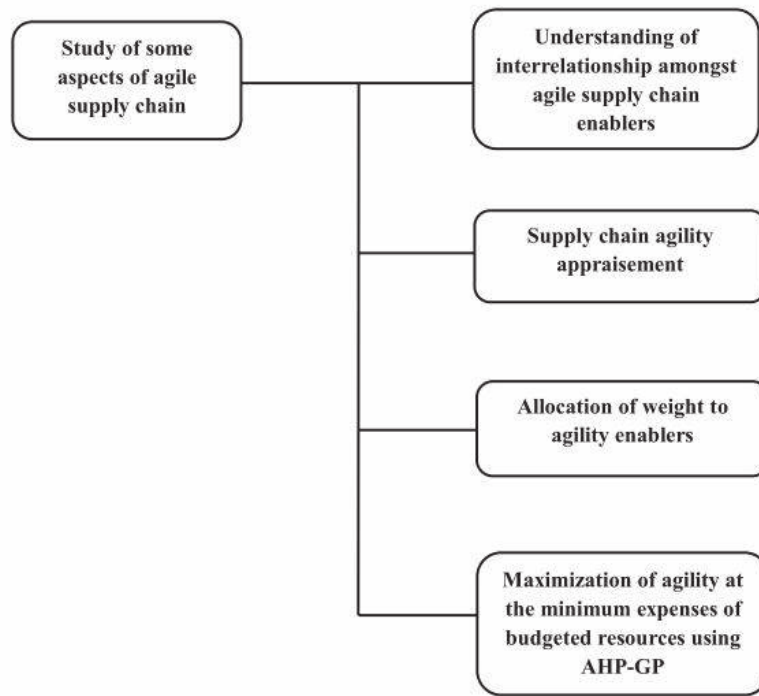 Study of some
aspects of agile
supply chain
Understanding of
interrelationship amongst
agile supply chain
enablers
Supply chain agility
appraisement
Allocation of weight to
agility enablers
Maximization of agility at
the minimum expenses of
budgeted resources using
AHP-GP